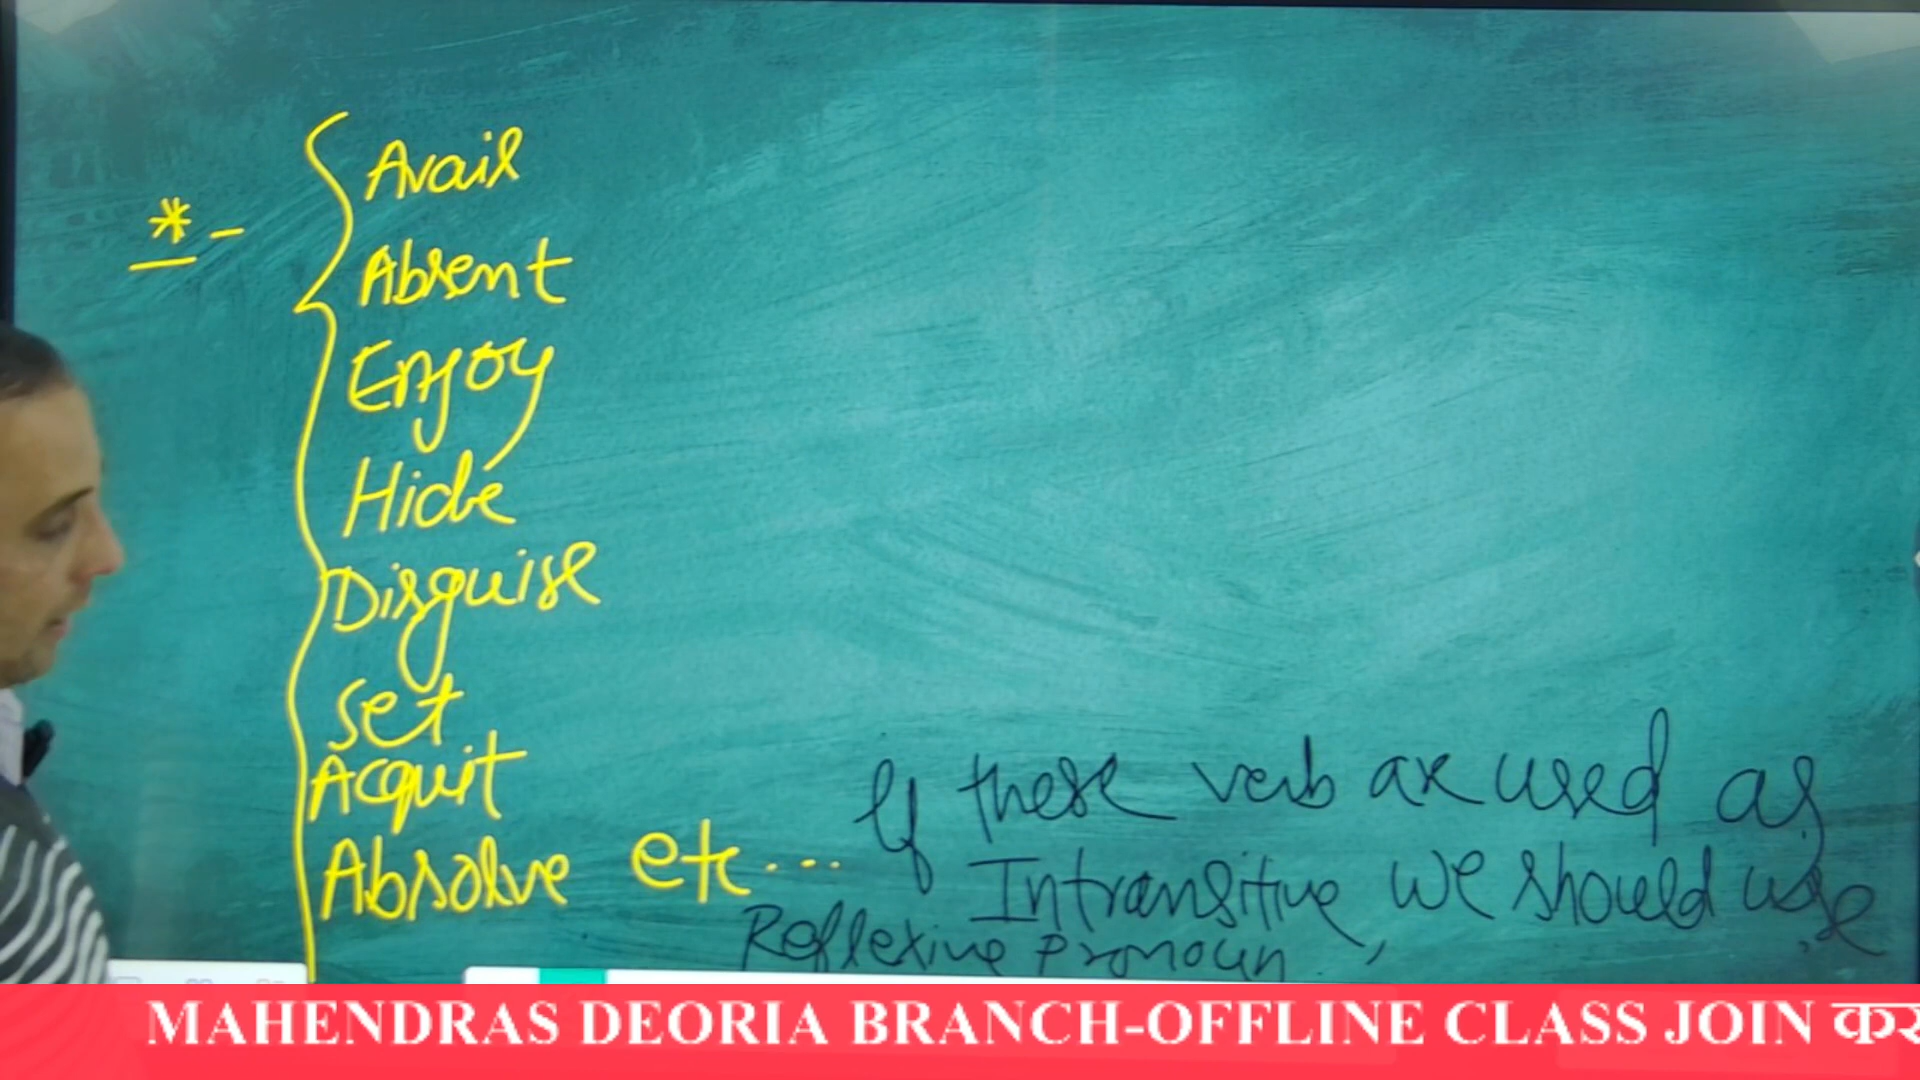 *-
Avail
Absent
Enjoy
Hide
Disguise
Set
Acquit
Absolve etc...
If these verb are used as
Intransitive, we should use
Reflexive Pronoun
MAHENDRAS DEORIA BRANCH-OFFLINE CLASS JOIN